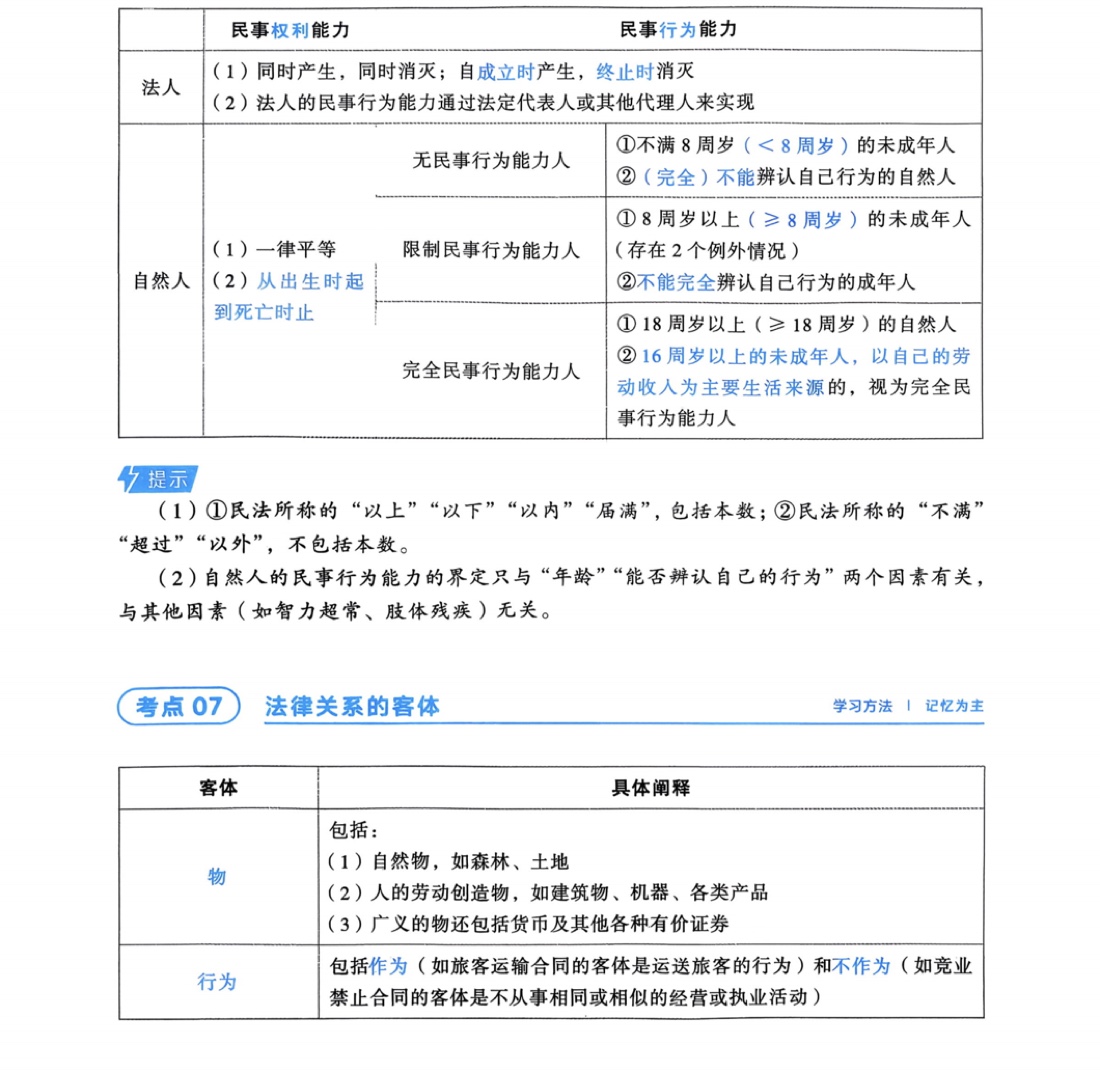 民事权利能力 民事行为能力
法人
（1）同时产生，同时消灭；自成立时产生，终止时消灭
（2）法人的民事行为能力通过法定代表人或其他代理人来实现
自然人
（1）一律平等
（2）从出生时起
到死亡时止
无民事行为能力人
①不满 8 周岁（＜ 8 周岁）的未成年人
②（完全）不能辨认自己行为的自然人
限制民事行为能力人
① 8 周岁以上（≥ 8 周岁）的未成年人
（存在 2 个例外情况）
②不能完全辨认自己行为的成年人
完全民事行为能力人
① 18 周岁以上（≥ 18 周岁）的自然人
② 16 周岁以上的未成年人，以自己的劳
动收入为主要生活来源的，视为完全民
事行为能力人
提示
（1）①民法所称的“以上”“以下”“以内”“届满”，包括本数；②民法所称的“不满”
“超过”“以外”，不包括本数。
（2）自然人的民事行为能力的界定只与“年龄”“能否辨认自己的行为”两个因素有关，
与其他因素（如智力超常、肢体残疾）无关。
考点 07 法律关系的客体 学习方法 | 记忆为主
客体 具体阐释
物
包括：
（1）自然物，如森林、土地
（2）人的劳动创造物，如建筑物、机器、各类产品
（3）广义的物还包括货币及其他各种有价证券
行为
包括作为（如旅客运输合同的客体是运送旅客的行为）和不作为（如竞业
禁止合同的客体是不从事相同或相似的经营或执业活动）